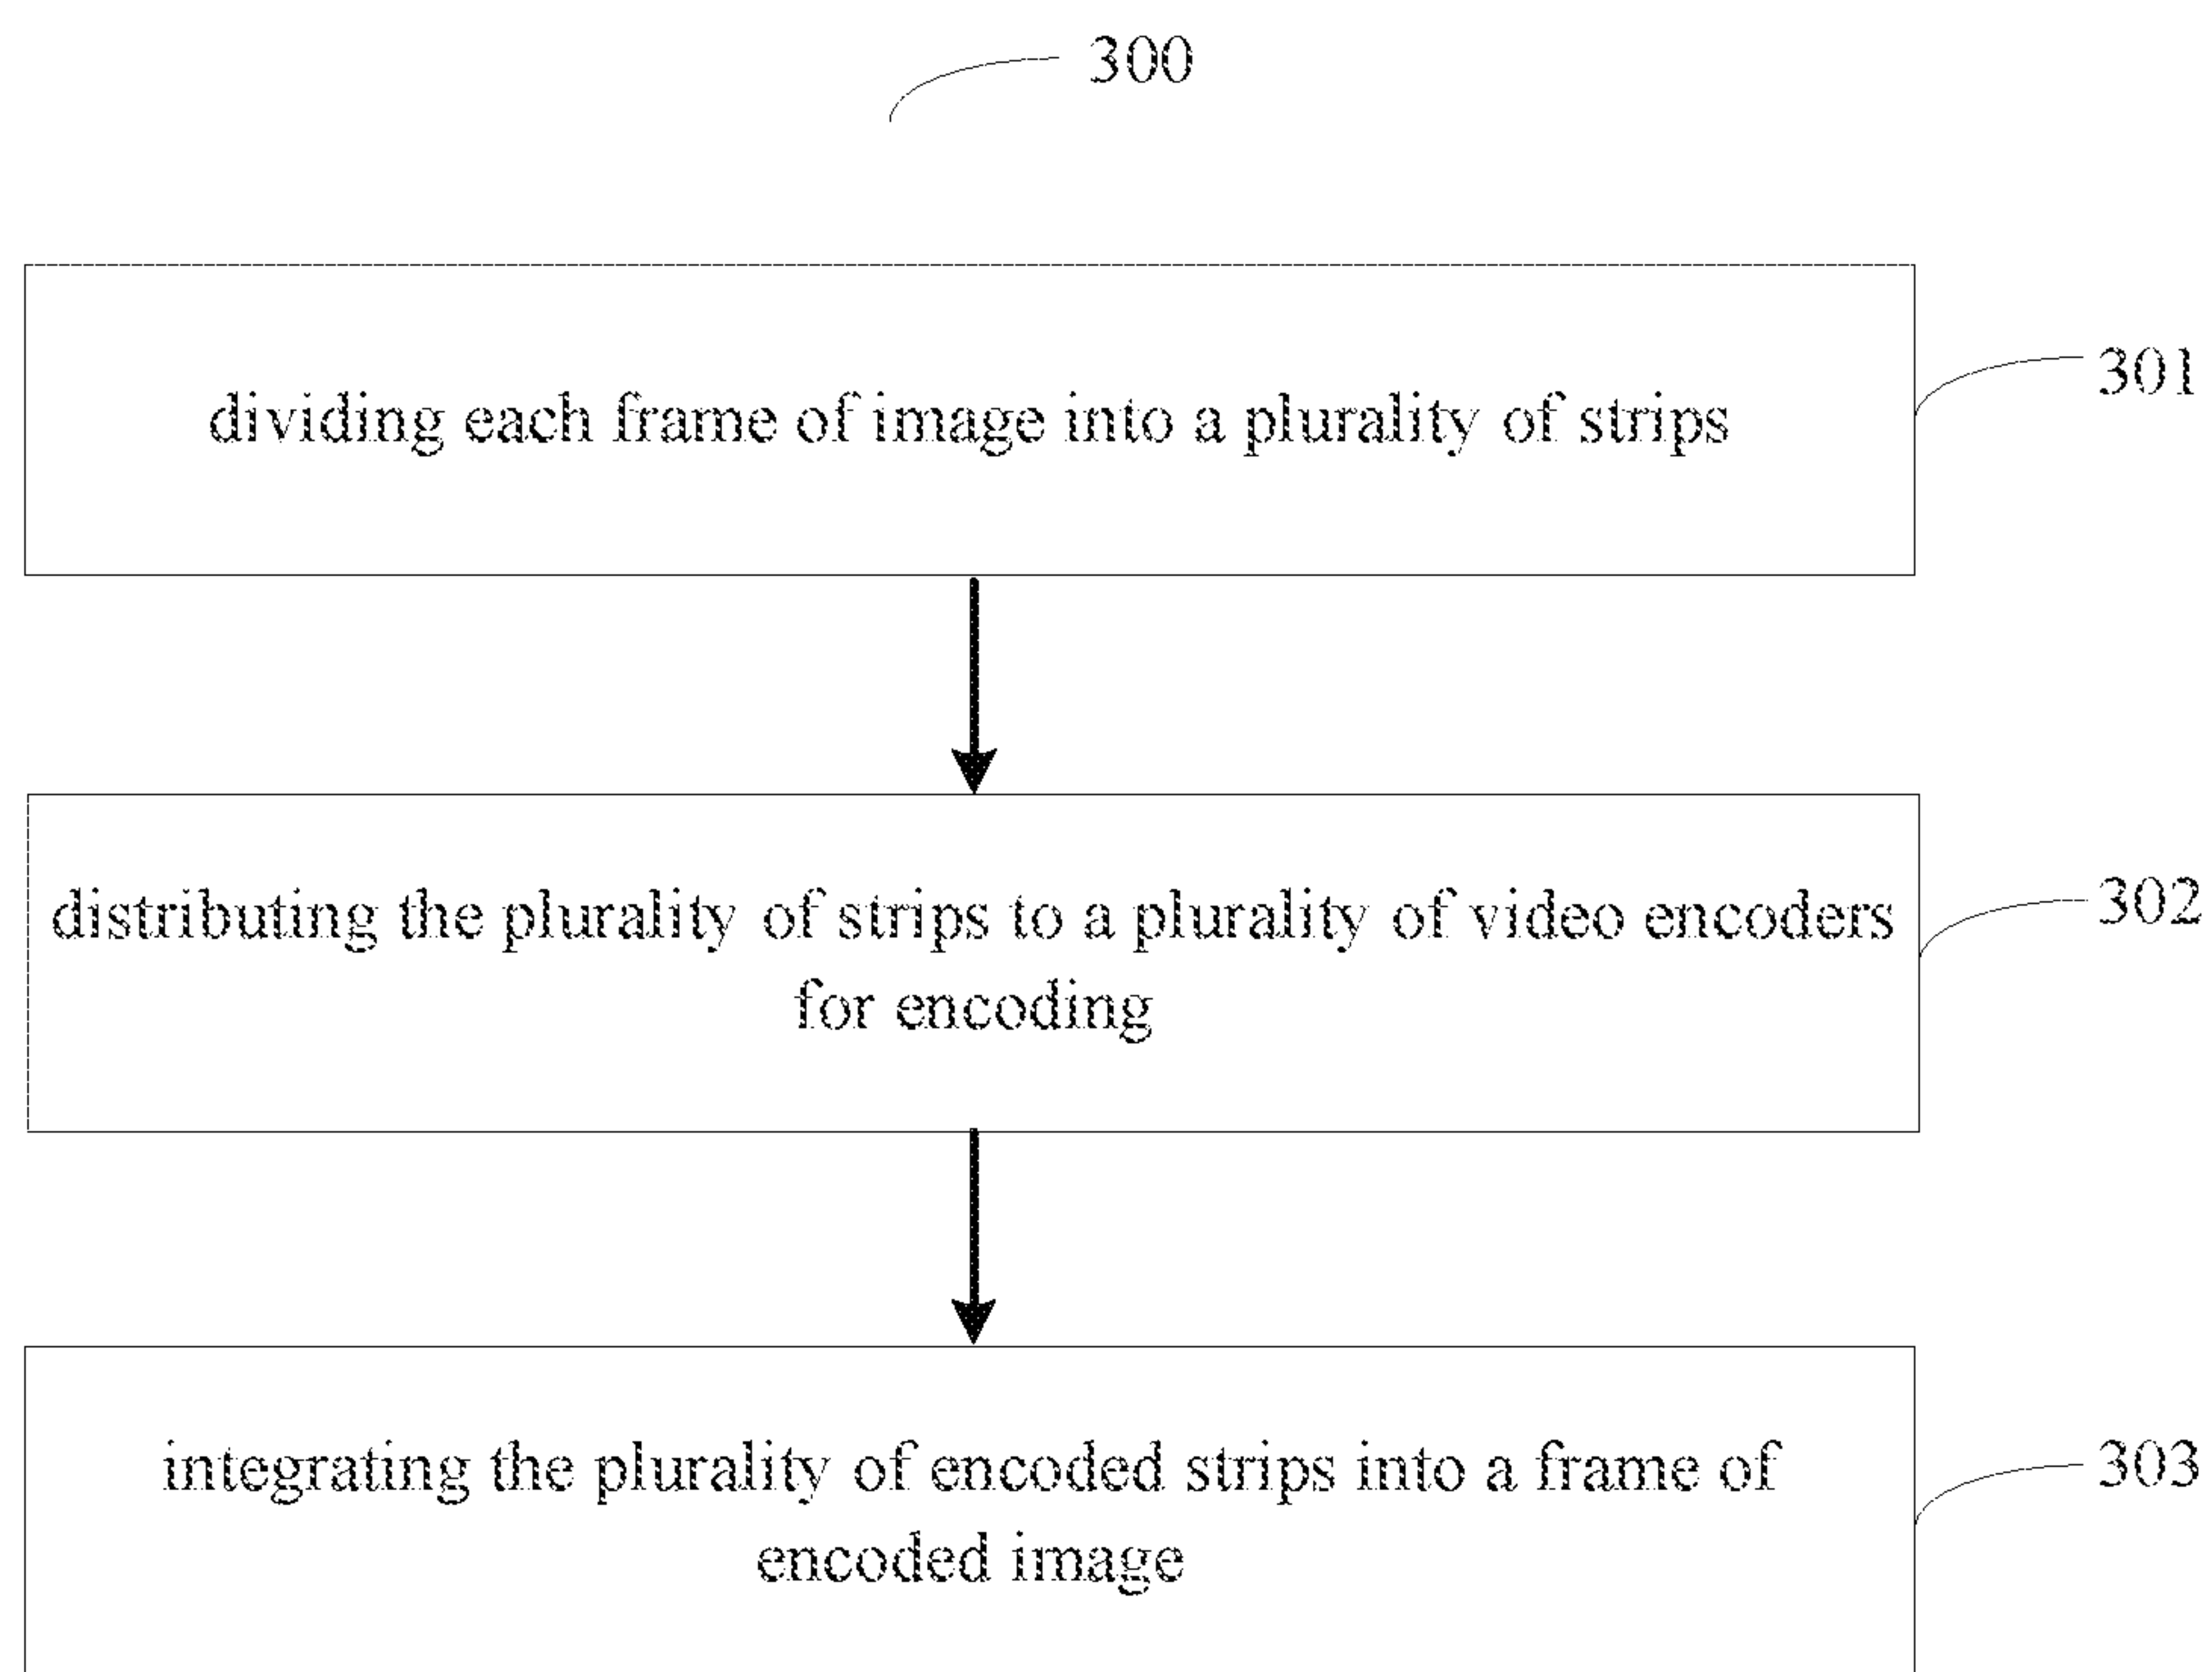 300
dividing each frame of image into a plurality of strips
301
distributing the plurality of strips to a plurality of video encoders
for encoding
302
integrating the plurality of encoded strips into a frame of
encoded image
303